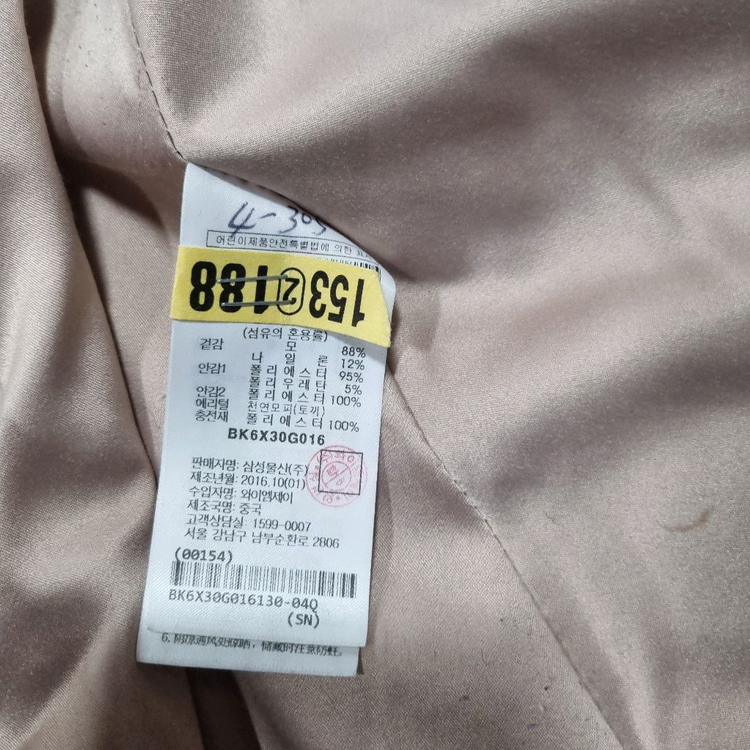 4-305
어린이제품안전특별법에 의한
153②188
(섬유의 혼용률)
겉감 모 88%
나 일 론 12%
안감1 폴 리 에 스 터 95%
폴 리 우 레 탄 5%
안감2 폴 리 에 스 터 100%
에리털 천연모피(토끼)
충전재 폴 리 에 스 터 100%
BK6X30G016
판매자명: 삼성물산(주)
제조년월: 2016.10(01)
수입자명: 와이엠제이
제조국명: 중국
고객상담실: 1599-0007
서울 강남구 남부순환로 2806
(00154)
BK6X30G016130-04Q
(SN)